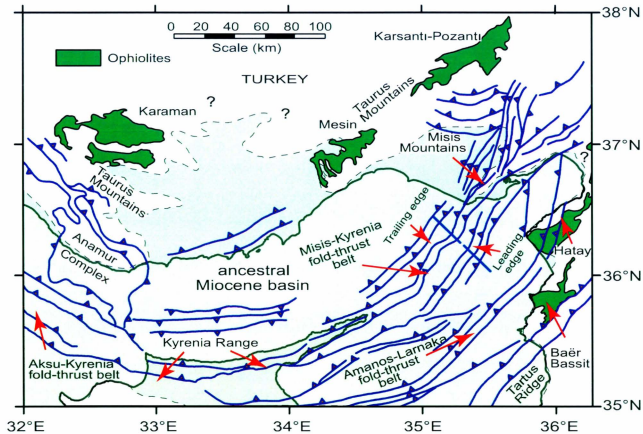 38°N
0 20 40 60 80 100
Scale (km)
Karsantı-Pozantı
Ophiolites
TURKEY
Karaman
?
?
Taurus
Mountains
Mesin
37°N
Misis
Mountains
?
Taurus
Mountains
Anamur
Complex
Misis-Kyrenia
fold-thrust
belt
Trailing edge
Leading
edge
Hatay
36°N
ancestral
Miocene basin
Kyrenia Range
Aksu-Kyrenia
fold-thrust belt
Amanos-Larnaka
fold-thrust
belt
Baër
Bassit
Tartus
Ridge
35°N
32°E
33°E
34°E
35°E
36°E